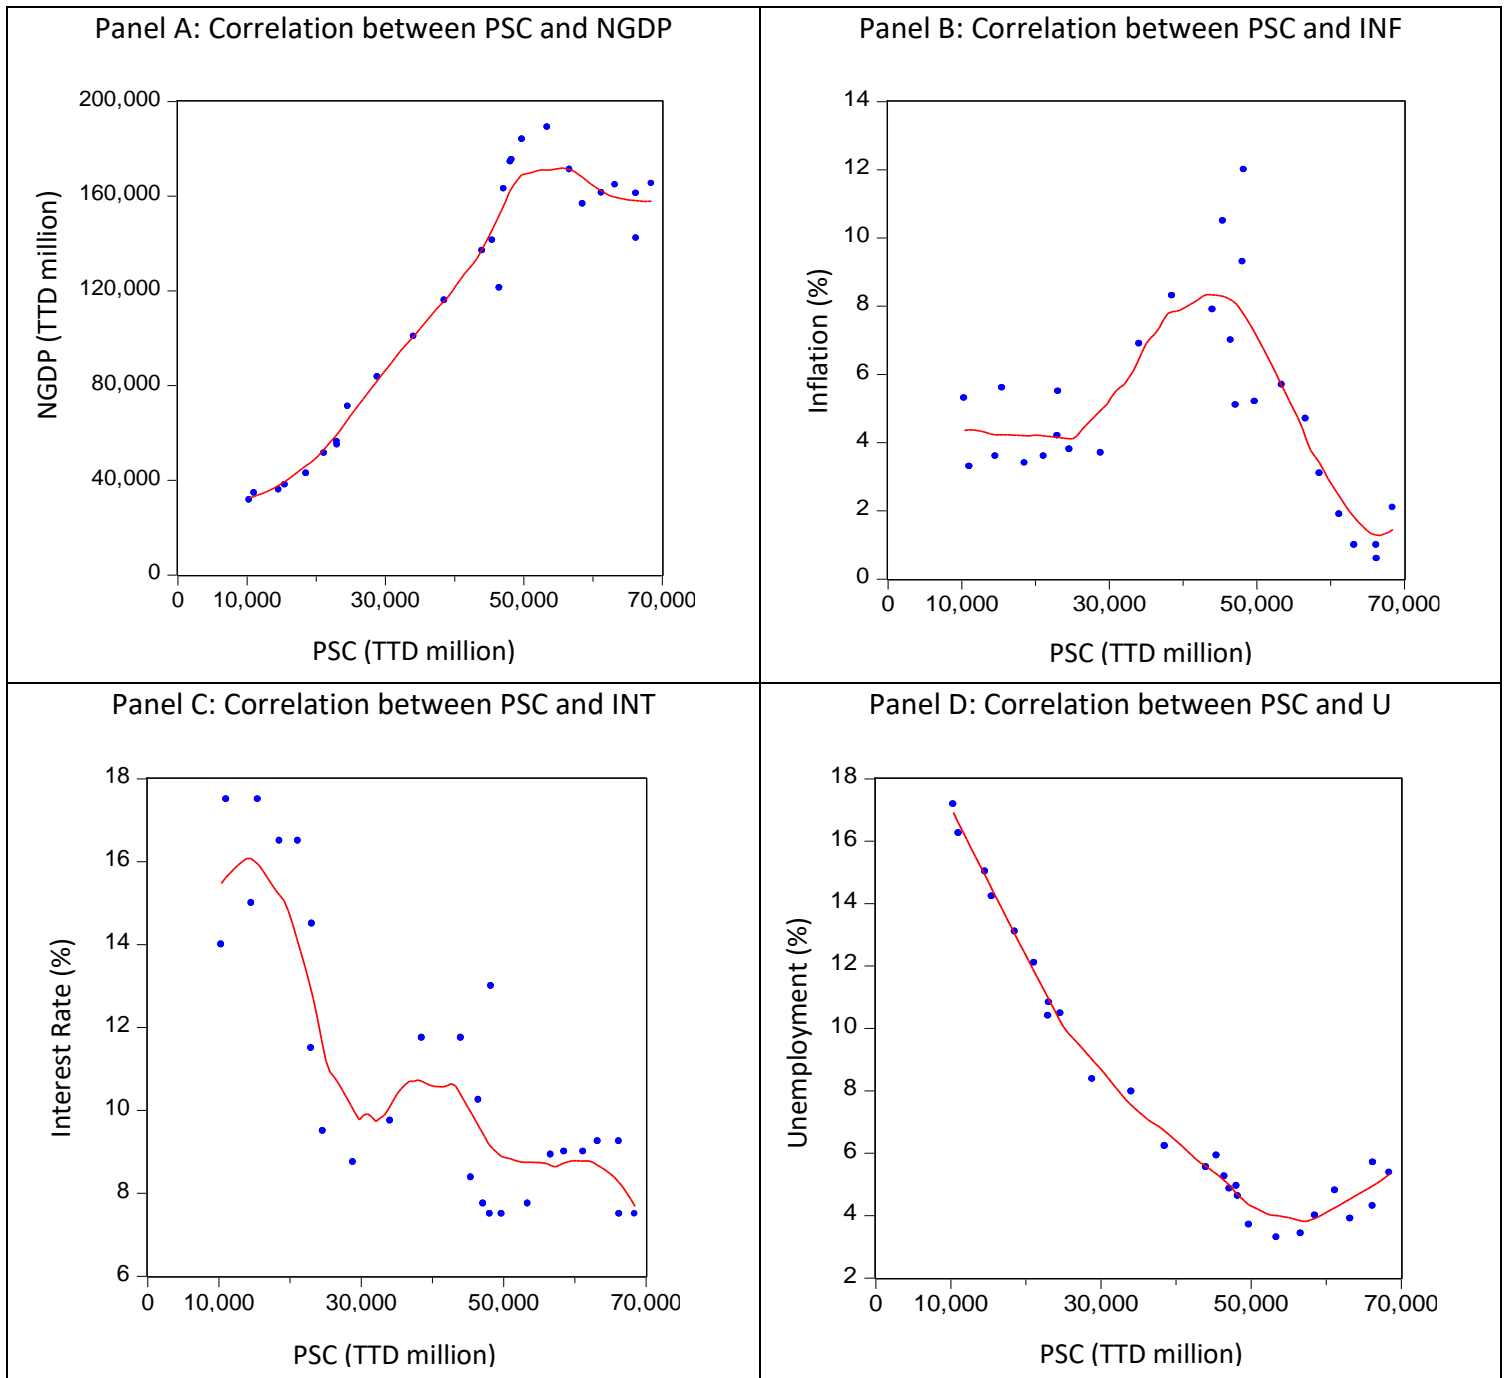 Panel A: Correlation between PSC and NGDP
200,000
160,000
120,000
80,000
40,000
0
NGDP (TTD million)
0 10,000 30,000 50,000 70,000
PSC (TTD million)
Panel B: Correlation between PSC and INF
14
12
10
8
6
4
2
0
Inflation (%)
0 10,000 30,000 50,000 70,000
PSC (TTD million)
Panel C: Correlation between PSC and INT
18
16
14
12
10
8
6
Interest Rate (%)
0 10,000 30,000 50,000 70,000
PSC (TTD million)
Panel D: Correlation between PSC and U
18
16
14
12
10
8
6
4
2
Unemployment (%)
0 10,000 30,000 50,000 70,000
PSC (TTD million)